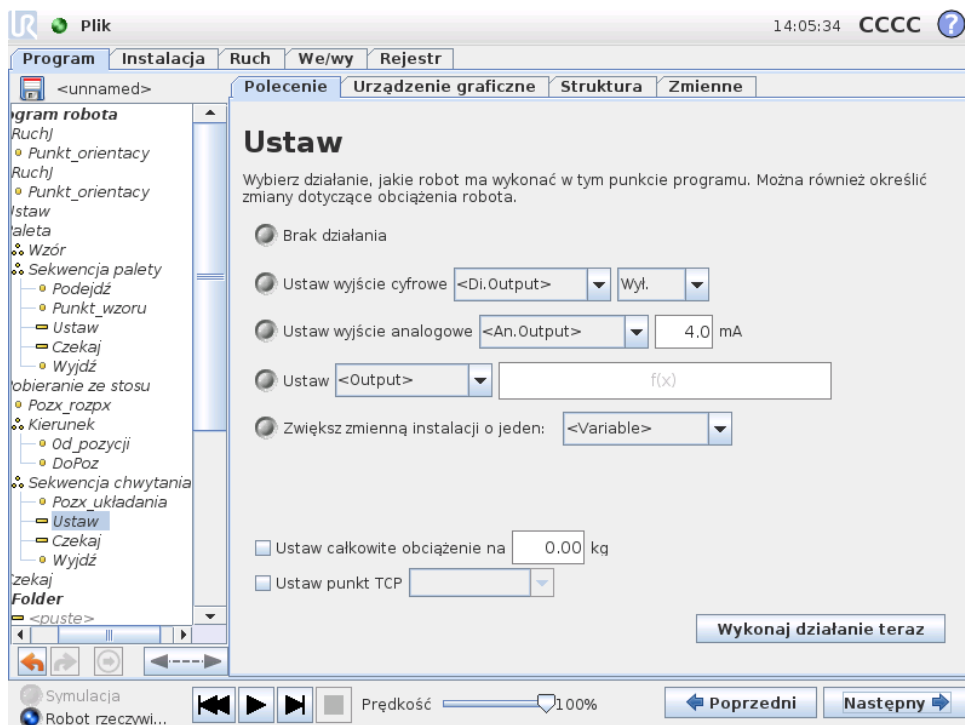 UR Plik 14:05:34 CCCC ?
Program Instalacja Ruch We/wy Rejestr
<unnamed>
Polecenie Urządzenie graficzne Struktura Zmienne
ogram robota
RuchJ
Punkt_orientacy
RuchJ
Punkt_orientacy
Ustaw
Paleta
Wzór
Sekwencja palety
Podejdź
Punkt_wzoru
Ustaw
Czekaj
Wyjdź
Pobieranie ze stosu
Pozx_rozpx
Kierunek
Od_pozycji
DoPoz
Sekwencja chwytania
Pozx_układania
Ustaw
Czekaj
Wyjdź
Czekaj
Folder
<puste>
Ustaw
Wybierz działanie, jakie robot ma wykonać w tym punkcie programu. Można również określić
zmiany dotyczące obciążenia robota.
Brak działania
Ustaw wyjście cyfrowe <Di.Output> Wył.
Ustaw wyjście analogowe <An.Output> 4.0 mA
Ustaw <Output> f(x)
Zwiększ zmienną instalacji o jeden: <Variable>
Ustaw całkowite obciążenie na 0.00 kg
Ustaw punkt TCP
Wykonaj działanie teraz
Symulacja
Robot rzeczywi...
Prędkość 100%
Poprzedni Następny